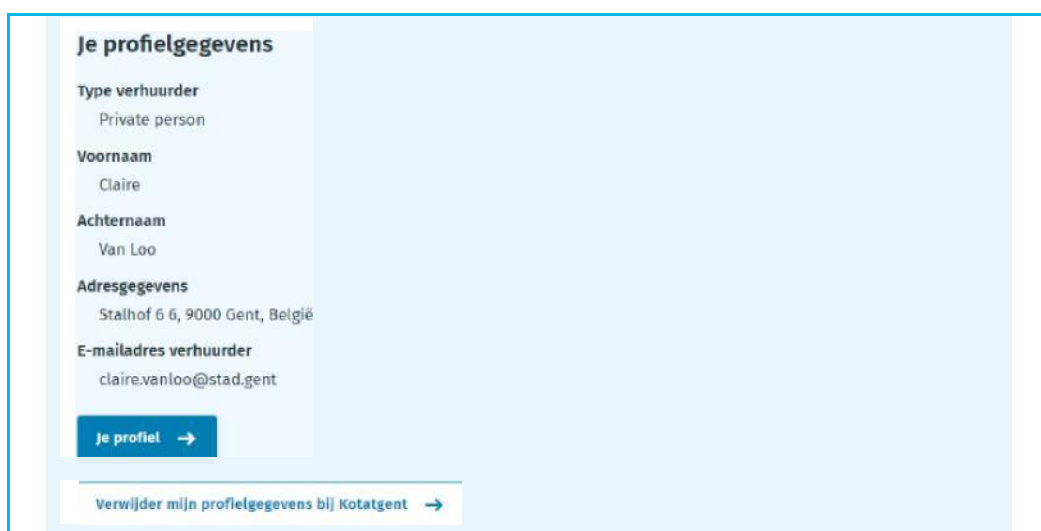 Je profielgegevens
Type verhuurder
Private person
Voornaam
Claire
Achternaam
Van Loo
Adresgegevens
Stalhof 6 6, 9000 Gent, België
E-mailadres verhuurder
claire.vanloo@stad.gent
Je profiel →
Verwijder mijn profielgegevens bij Kotatgent →